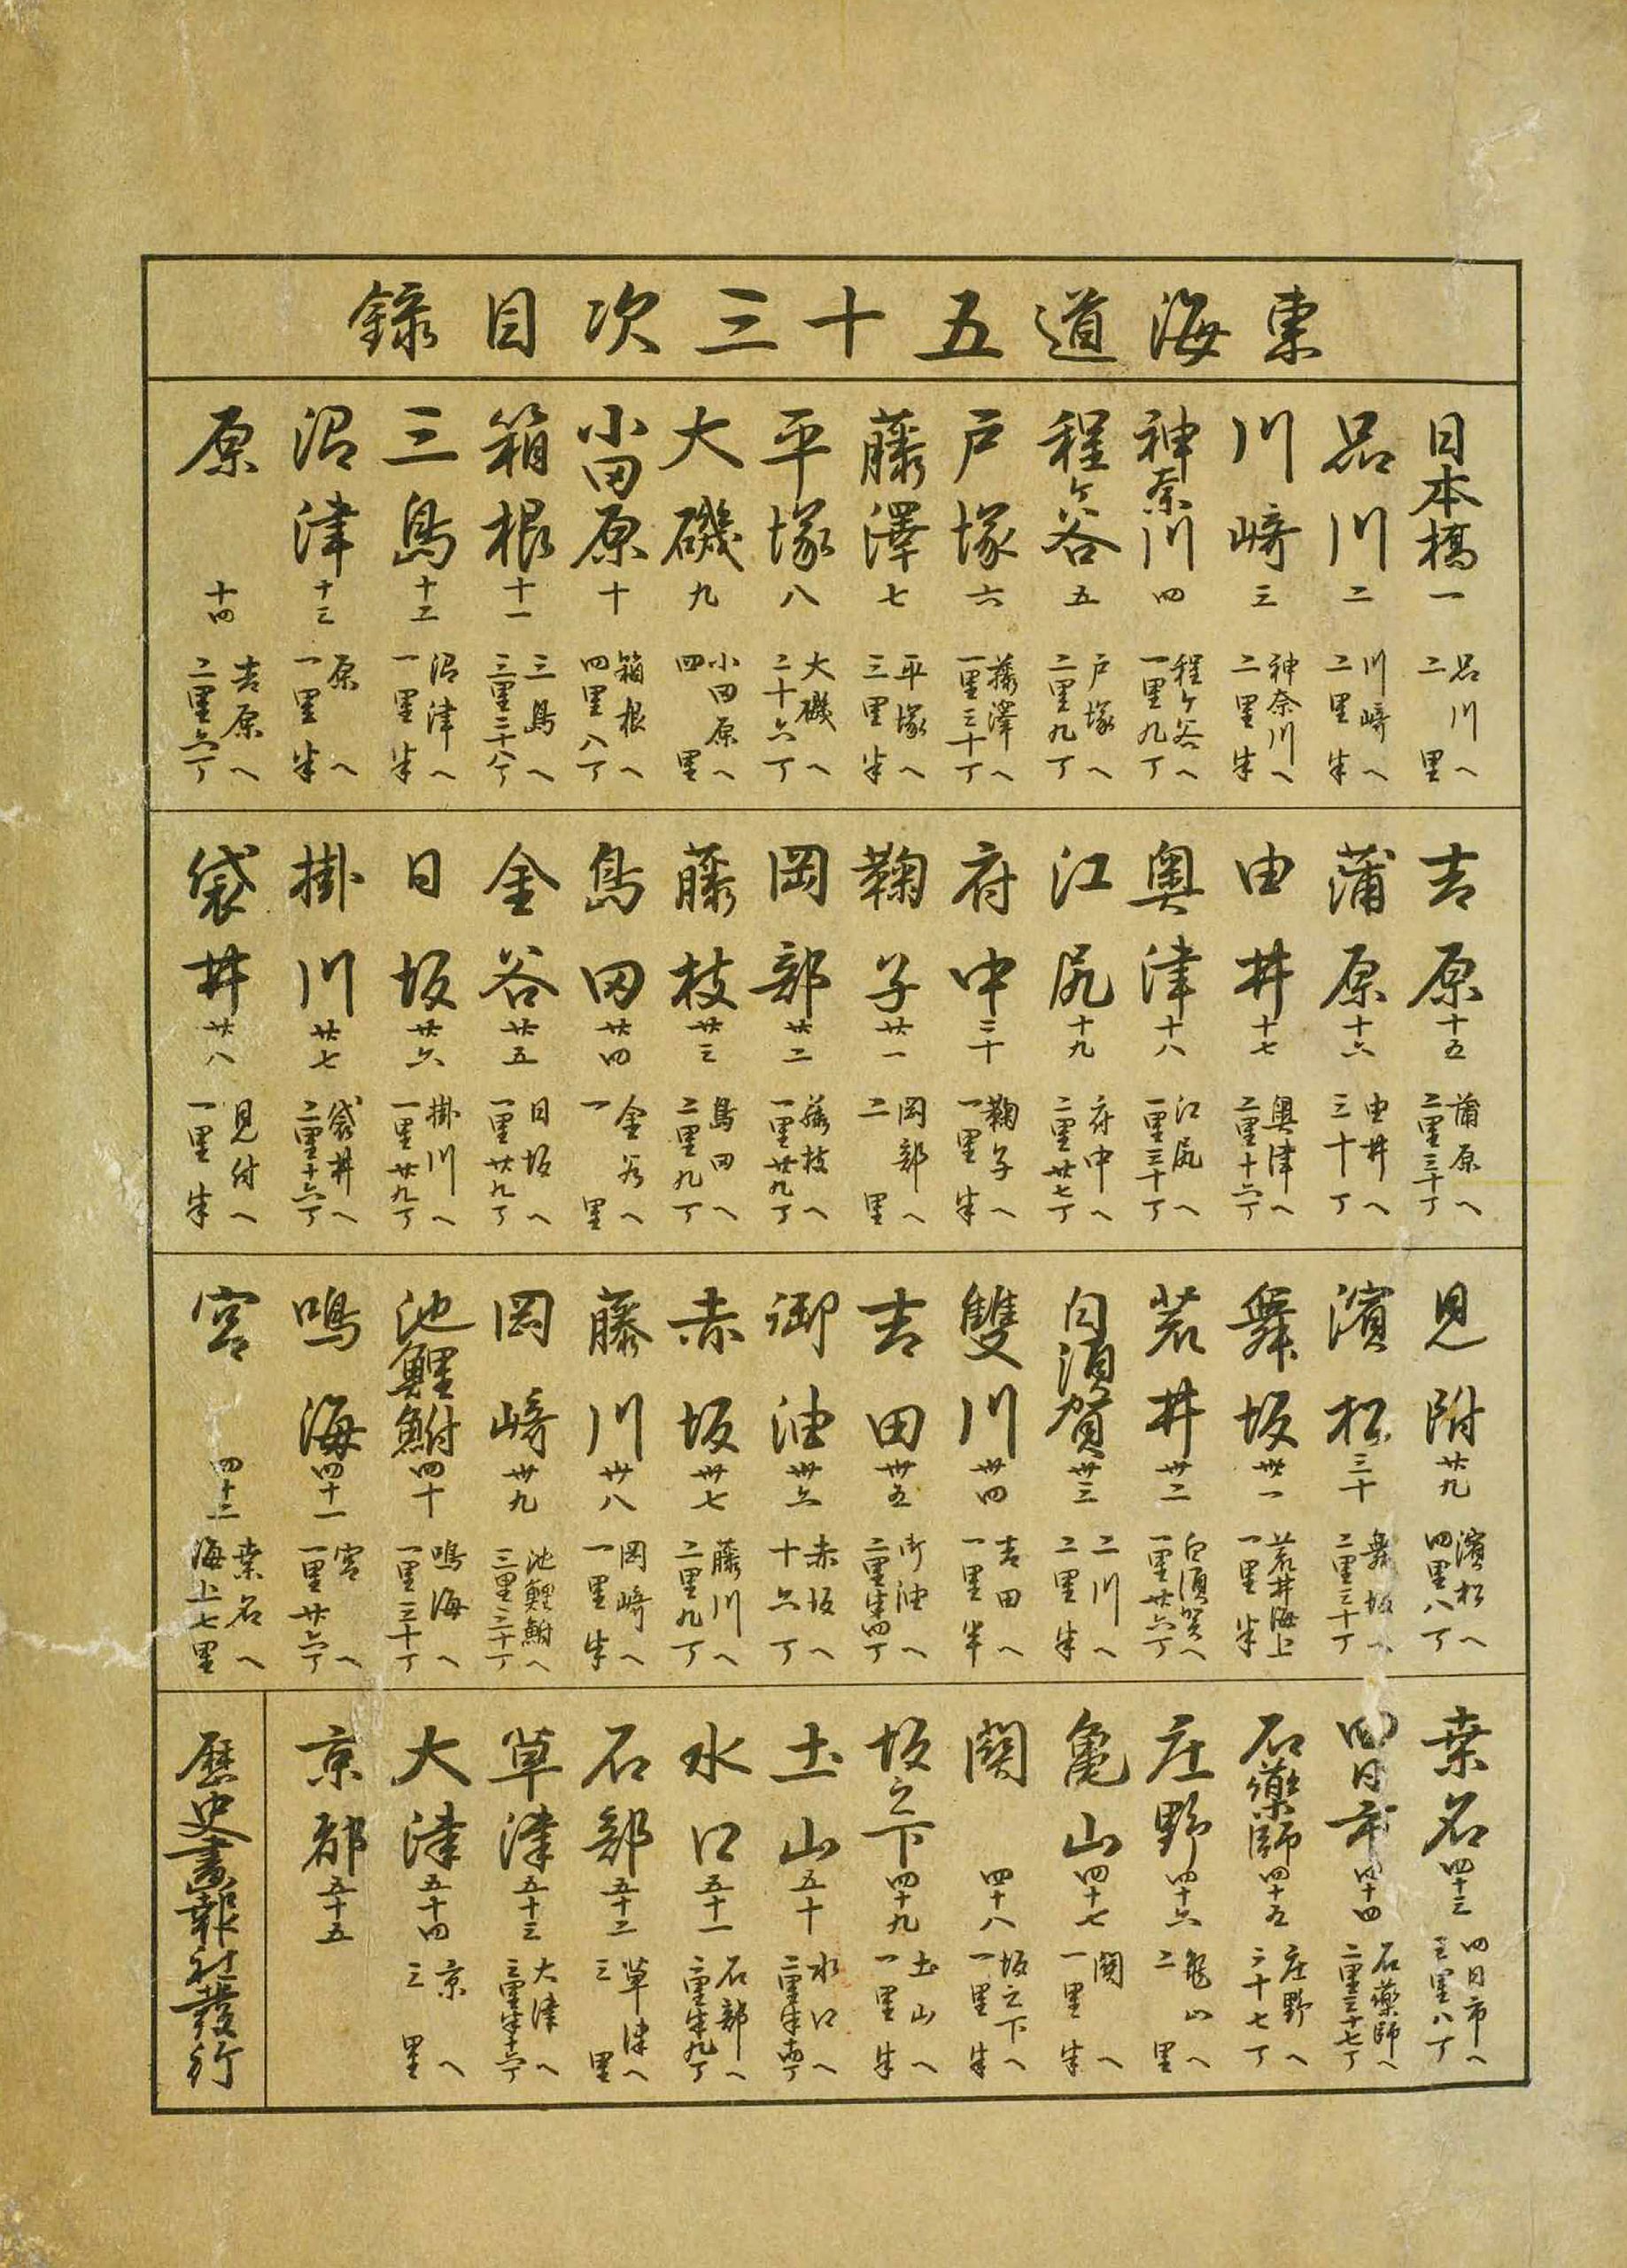 東海道五十三次目録
日本橋 一 品川へ 二里
品川 二 川崎へ 二里半
川崎 三 神奈川へ 二里半
神奈川 四 程ケ谷へ 一里九丁
程ケ谷 五 戸塚へ 二里九丁
戸塚 六 藤澤へ 一里三十丁
藤澤 七 平塚へ 三里半
平塚 八 大磯へ 二十六丁
大磯 九 小田原へ 四里
小田原 十 箱根へ 四里八丁
箱根 十一 三島へ 三里二十八丁
三島 十二 沼津へ 一里半
沼津 十三 原へ 一里半
原 十四 吉原へ 二里六丁
吉原 十五 蒲原へ 二里三十丁
蒲原 十六 由井へ 三十丁
由井 十七 奥津へ 二里十六丁
奥津 十八 江尻へ 一里三十丁
江尻 十九 府中へ 二里廿七丁
府中 二十 鞠子へ 一里半
鞠子 廿一 岡部へ 二里
岡部 廿二 藤枝へ 一里廿九丁
藤枝 廿三 島田へ 二里九丁
島田 廿四 金谷へ 一里
金谷 廿五 日坂へ 一里廿九丁
日坂 廿六 掛川へ 一里廿九丁
掛川 廿七 袋井へ 二里十六丁
袋井 廿八 見付へ 一里半
見附 廿九 濱松へ 四里八丁
濱松 三十 舞坂へ 二里三十丁
舞坂 卅一 荒井海上 一里半
荒井 卅二 白須賀へ 一里廿六丁
白須賀 卅三 二川へ 二里半
雙川 卅四 吉田へ 一里半
吉田 卅五 御油へ 二里半四丁
御油 卅六 赤坂へ 十六丁
赤坂 卅七 藤川へ 二里九丁
藤川 卅八 岡崎へ 一里半
岡崎 卅九 池鯉鮒へ 三里三十丁
池鯉鮒 四十 鳴海へ 一里三十丁
鳴海 四十一 宮へ 一里廿六丁
宮 四十二 桒名へ 海上七里
桒名 四十三 四日市へ 三里八丁
四日市 四十四 石藥師へ 二里三十七丁
石藥師 四十五 庄野へ 二十七丁
庄野 四十六 亀山へ 二里
亀山 四十七 関へ 一里半
関 四十八 坂之下へ 一里半
坂之下 四十九 土山へ 一里半
土山 五十 水口へ 二里半
水口 五十一 石部へ 二里半九丁
石部 五十二 草津へ 三里
草津 五十三 大津へ 三里半六丁
大津 五十四 京へ 三里
京都 五十五
歴史畫報社發行